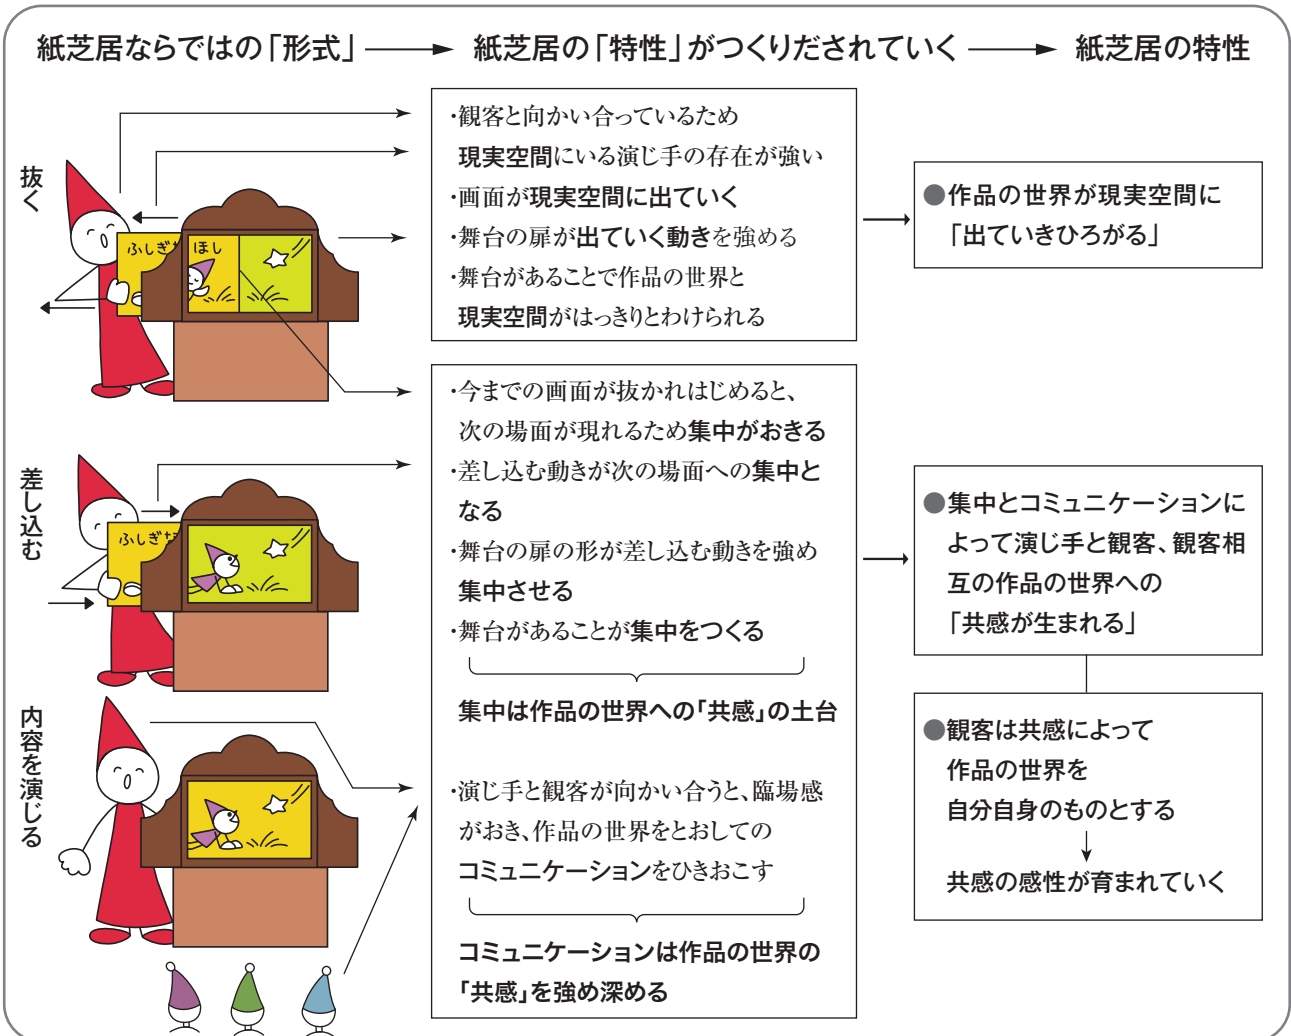 紙芝居ならではの「形式」
紙芝居の「特性」がつくりだされていく
紙芝居の特性
抜く
ふしぎな
ほし
・観客と向かい合っているため
現実空間にいる演じ手の存在が強い
・画面が現実空間に出ていく
・舞台の扉が出ていく動きを強める
・舞台があることで作品の世界と
現実空間がはっきりとわけられる
●作品の世界が現実空間に
「出ていきひろがる」
差し込む
ふしぎな
内容を演じる
・今までの画面が抜かれはじめると、
次の場面が現れるため集中がおきる
・差し込む動きが次の場面への集中と
なる
・舞台の扉の形が差し込む動きを強め
集中させる
・舞台があることが集中をつくる
集中は作品の世界への「共感」の土台
・演じ手と観客が向かい合うと、臨場感
がおき、作品の世界をとおしての
コミュニケーションをひきおこす
コミュニケーションは作品の世界の
「共感」を強め深める
●集中とコミュニケーションに
よって演じ手と観客、観客相
互の作品の世界への
「共感が生まれる」
●観客は共感によって
作品の世界を
自分自身のものとする
共感の感性が育まれていく